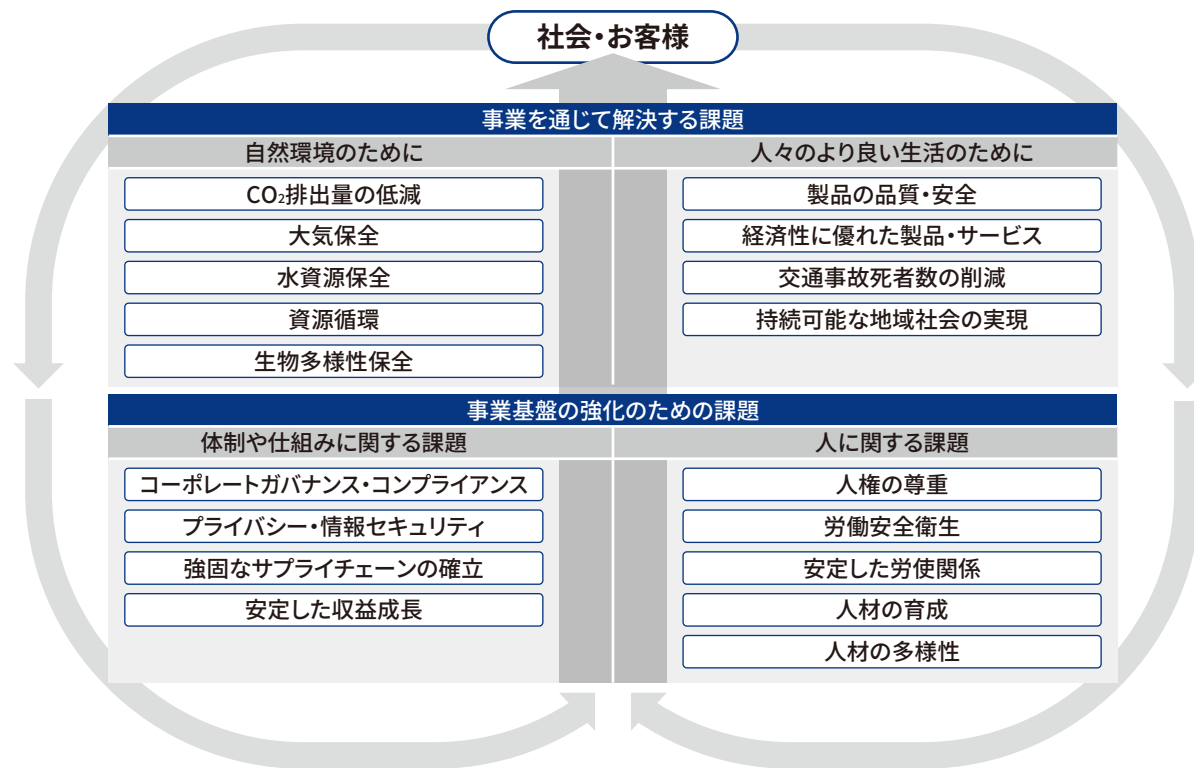 社会・お客様
事業を通じて解決する課題
自然環境のために
CO₂排出量の低減
大気保全
水資源保全
資源循環
生物多様性保全
人々のより良い生活のために
製品の品質・安全
経済性に優れた製品・サービス
交通事故死者数の削減
持続可能な地域社会の実現
事業基盤の強化のための課題
体制や仕組みに関する課題
コーポレートガバナンス・コンプライアンス
プライバシー・情報セキュリティ
強固なサプライチェーンの確立
安定した収益成長
人に関する課題
人権の尊重
労働安全衛生
安定した労使関係
人材の育成
人材の多様性